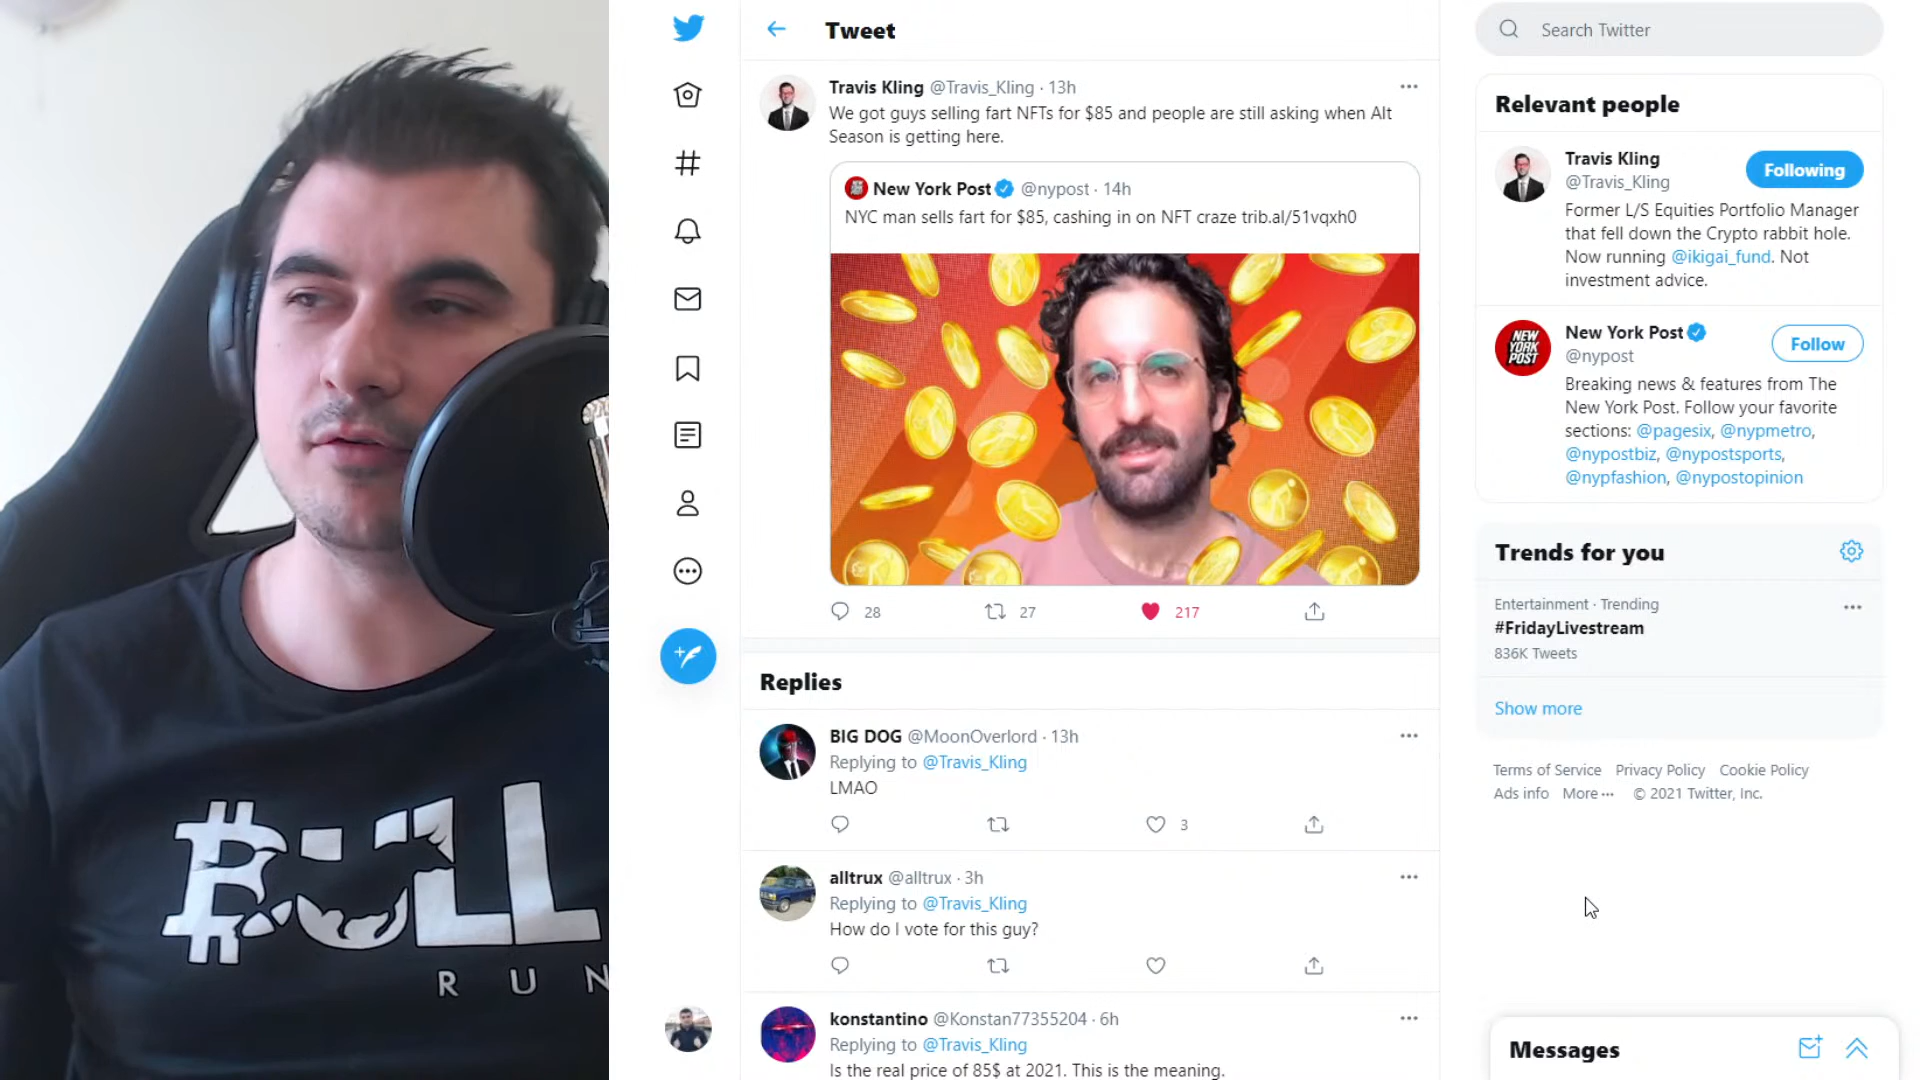 BULL
RUN
Tweet
Travis Kling @Travis_Kling · 13h
We got guys selling fart NFTs for $85 and people are still asking when Alt
Season is getting here.
New York Post @nypost · 14h
NYC man sells fart for $85, cashing in on NFT craze trib.al/51vqxh0
28 27 217
Replies
BIG DOG @MoonOverlord · 13h
Replying to @Travis_Kling
LMAO
3
alltrux @alltrux · 3h
Replying to @Travis_Kling
How do I vote for this guy?
konstantino @Konstan77355204 · 6h
Replying to @Travis_Kling
Is the real price of 85$ at 2021. This is the meaning.
Search Twitter
Relevant people
Travis Kling
@Travis_Kling
Following
Former L/S Equities Portfolio Manager
that fell down the Crypto rabbit hole.
Now running @ikigai_fund. Not
investment advice.
NEW
YORK
POST
New York Post
@nypost
Follow
Breaking news & features from The
New York Post. Follow your favorite
sections: @pagesix, @nypmetro,
@nypostbiz, @nypostsports,
@nypfashion, @nypostopinion
Trends for you
Entertainment · Trending
#FridayLivestream
836K Tweets
Show more
Terms of Service Privacy Policy Cookie Policy
Ads info More ··· © 2021 Twitter, Inc.
Messages